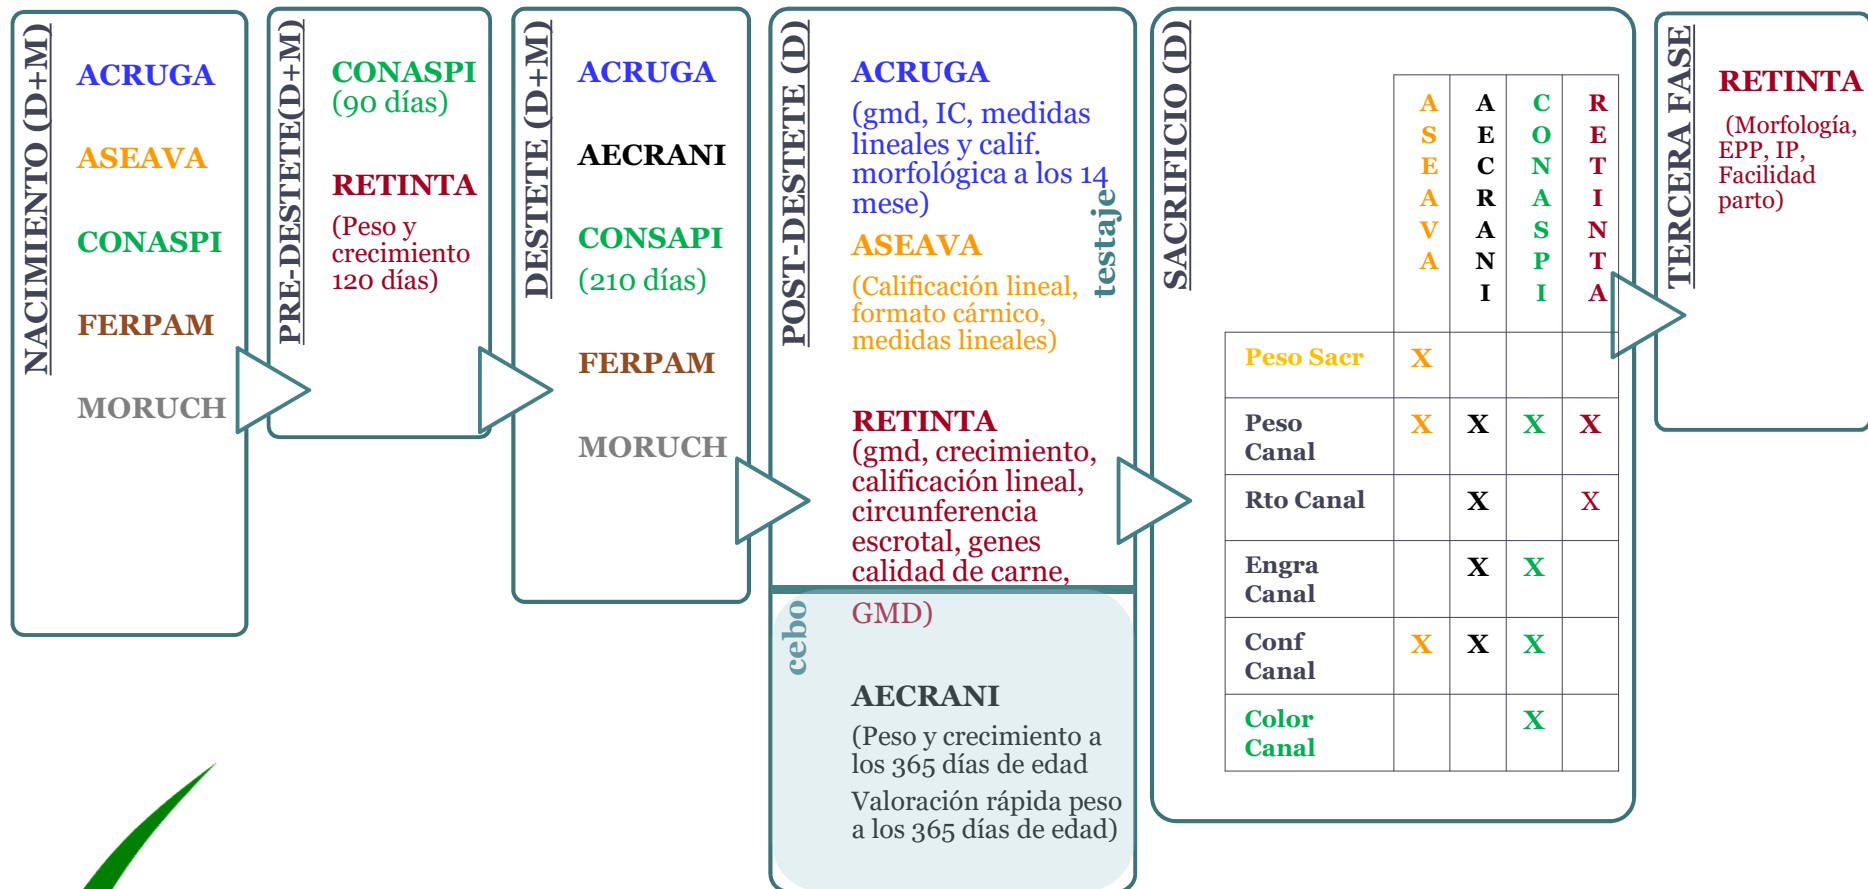 NACIMIENTO (D+M)
ACRUGA
ASEAVA
CONASPI
FERPAM
MORUCH
PRE-DESTETE(D+M)
CONASPI
(90 días)
RETINTA
(Peso y
crecimiento
120 días)
DESTETE (D+M)
ACRUGA
AECRANI
CONSAPI
(210 días)
FERPAM
MORUCH
POST-DESTETE (D)
ACRUGA
(gmd, IC, medidas
lineales y calif.
morfológica a los 14
mese)
testaje
ASEAVA
(Calificación lineal,
formato cárnico,
medidas lineales)
RETINTA
(gmd, crecimiento,
calificación lineal,
circunferencia
escrotal, genes
calidad de carne,
GMD)
cebo
AECRANI
(Peso y crecimiento a
los 365 días de edad
Valoración rápida peso
a los 365 días de edad)
SACRIFICIO (D)
ASEAVA AECRANI CONASPI RETINTA
Peso Sacr X
Peso
Canal X X X X
Rto Canal X X
Engra
Canal X X
Conf
Canal X X X
Color
Canal X
TERCERA FASE
RETINTA
(Morfología,
EPP, IP,
Facilidad
parto)